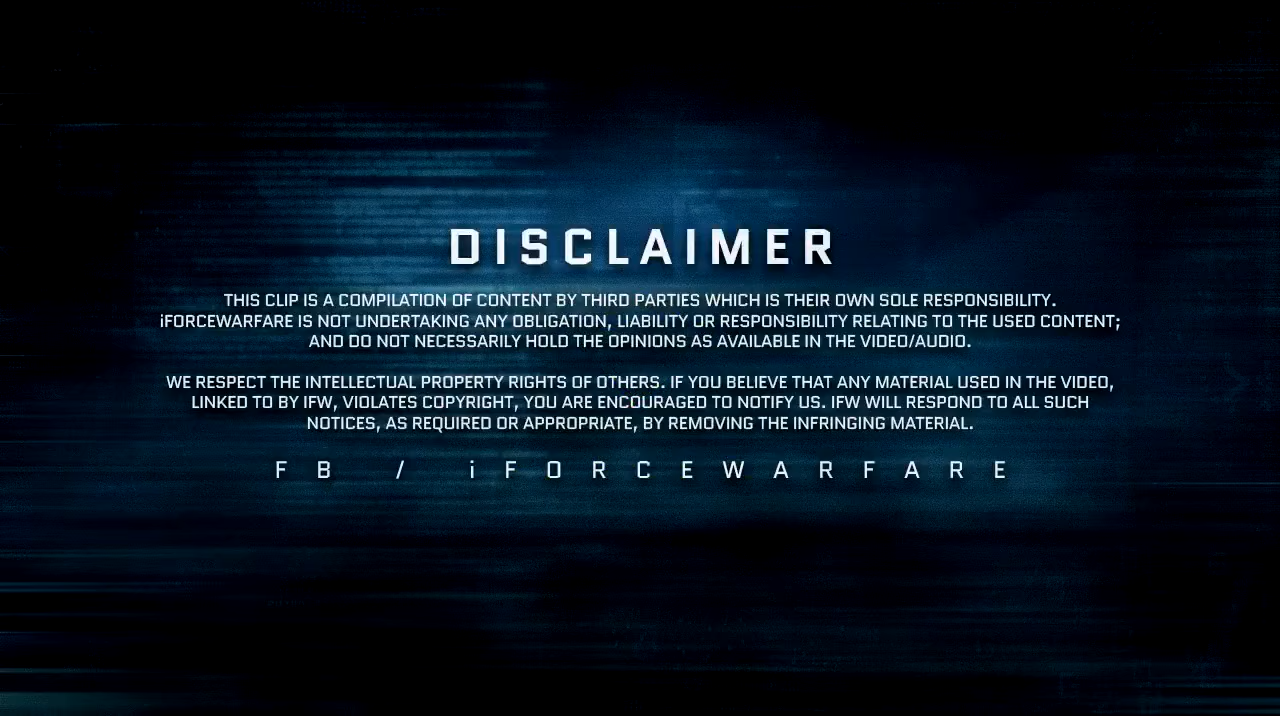 DISCLAIMER
THIS CLIP IS A COMPILATION OF CONTENT BY THIRD PARTIES WHICH IS THEIR OWN SOLE RESPONSIBILITY.
iFORCEWARFARE IS NOT UNDERTAKING ANY OBLIGATION, LIABILITY OR RESPONSIBILITY RELATING TO THE USED CONTENT;
AND DO NOT NECESSARILY HOLD THE OPINIONS AS AVAILABLE IN THE VIDEO/AUDIO.
WE RESPECT THE INTELLECTUAL PROPERTY RIGHTS OF OTHERS. IF YOU BELIEVE THAT ANY MATERIAL USED IN THE VIDEO,
LINKED TO BY IFW, VIOLATES COPYRIGHT, YOU ARE ENCOURAGED TO NOTIFY US. IFW WILL RESPOND TO ALL SUCH
NOTICES, AS REQUIRED OR APPROPRIATE, BY REMOVING THE INFRINGING MATERIAL.
FB / iFORCEWARFARE